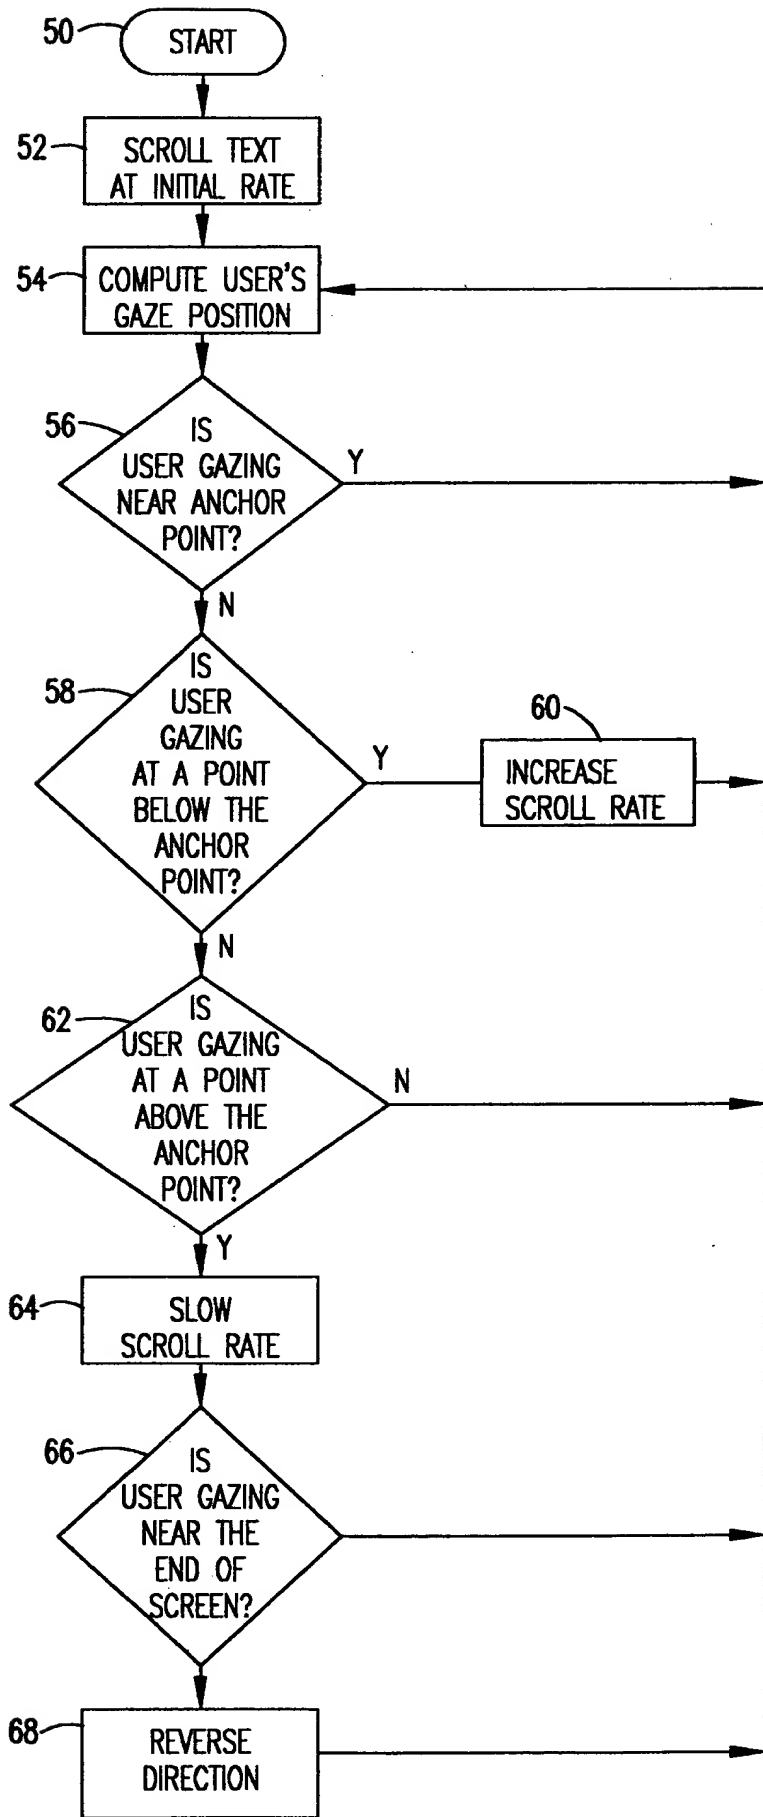 50
START
52
SCROLL TEXT
AT INITIAL RATE
54
COMPUTE USER'S
GAZE POSITION
56
IS
USER GAZING
NEAR ANCHOR
POINT?
Y
N
58
IS
USER
GAZING
AT A POINT
BELOW THE
ANCHOR
POINT?
Y
60
INCREASE
SCROLL RATE
N
62
IS
USER GAZING
AT A POINT
ABOVE THE
ANCHOR
POINT?
N
Y
64
SLOW
SCROLL RATE
66
IS
USER GAZING
NEAR THE
END OF
SCREEN?
68
REVERSE
DIRECTION